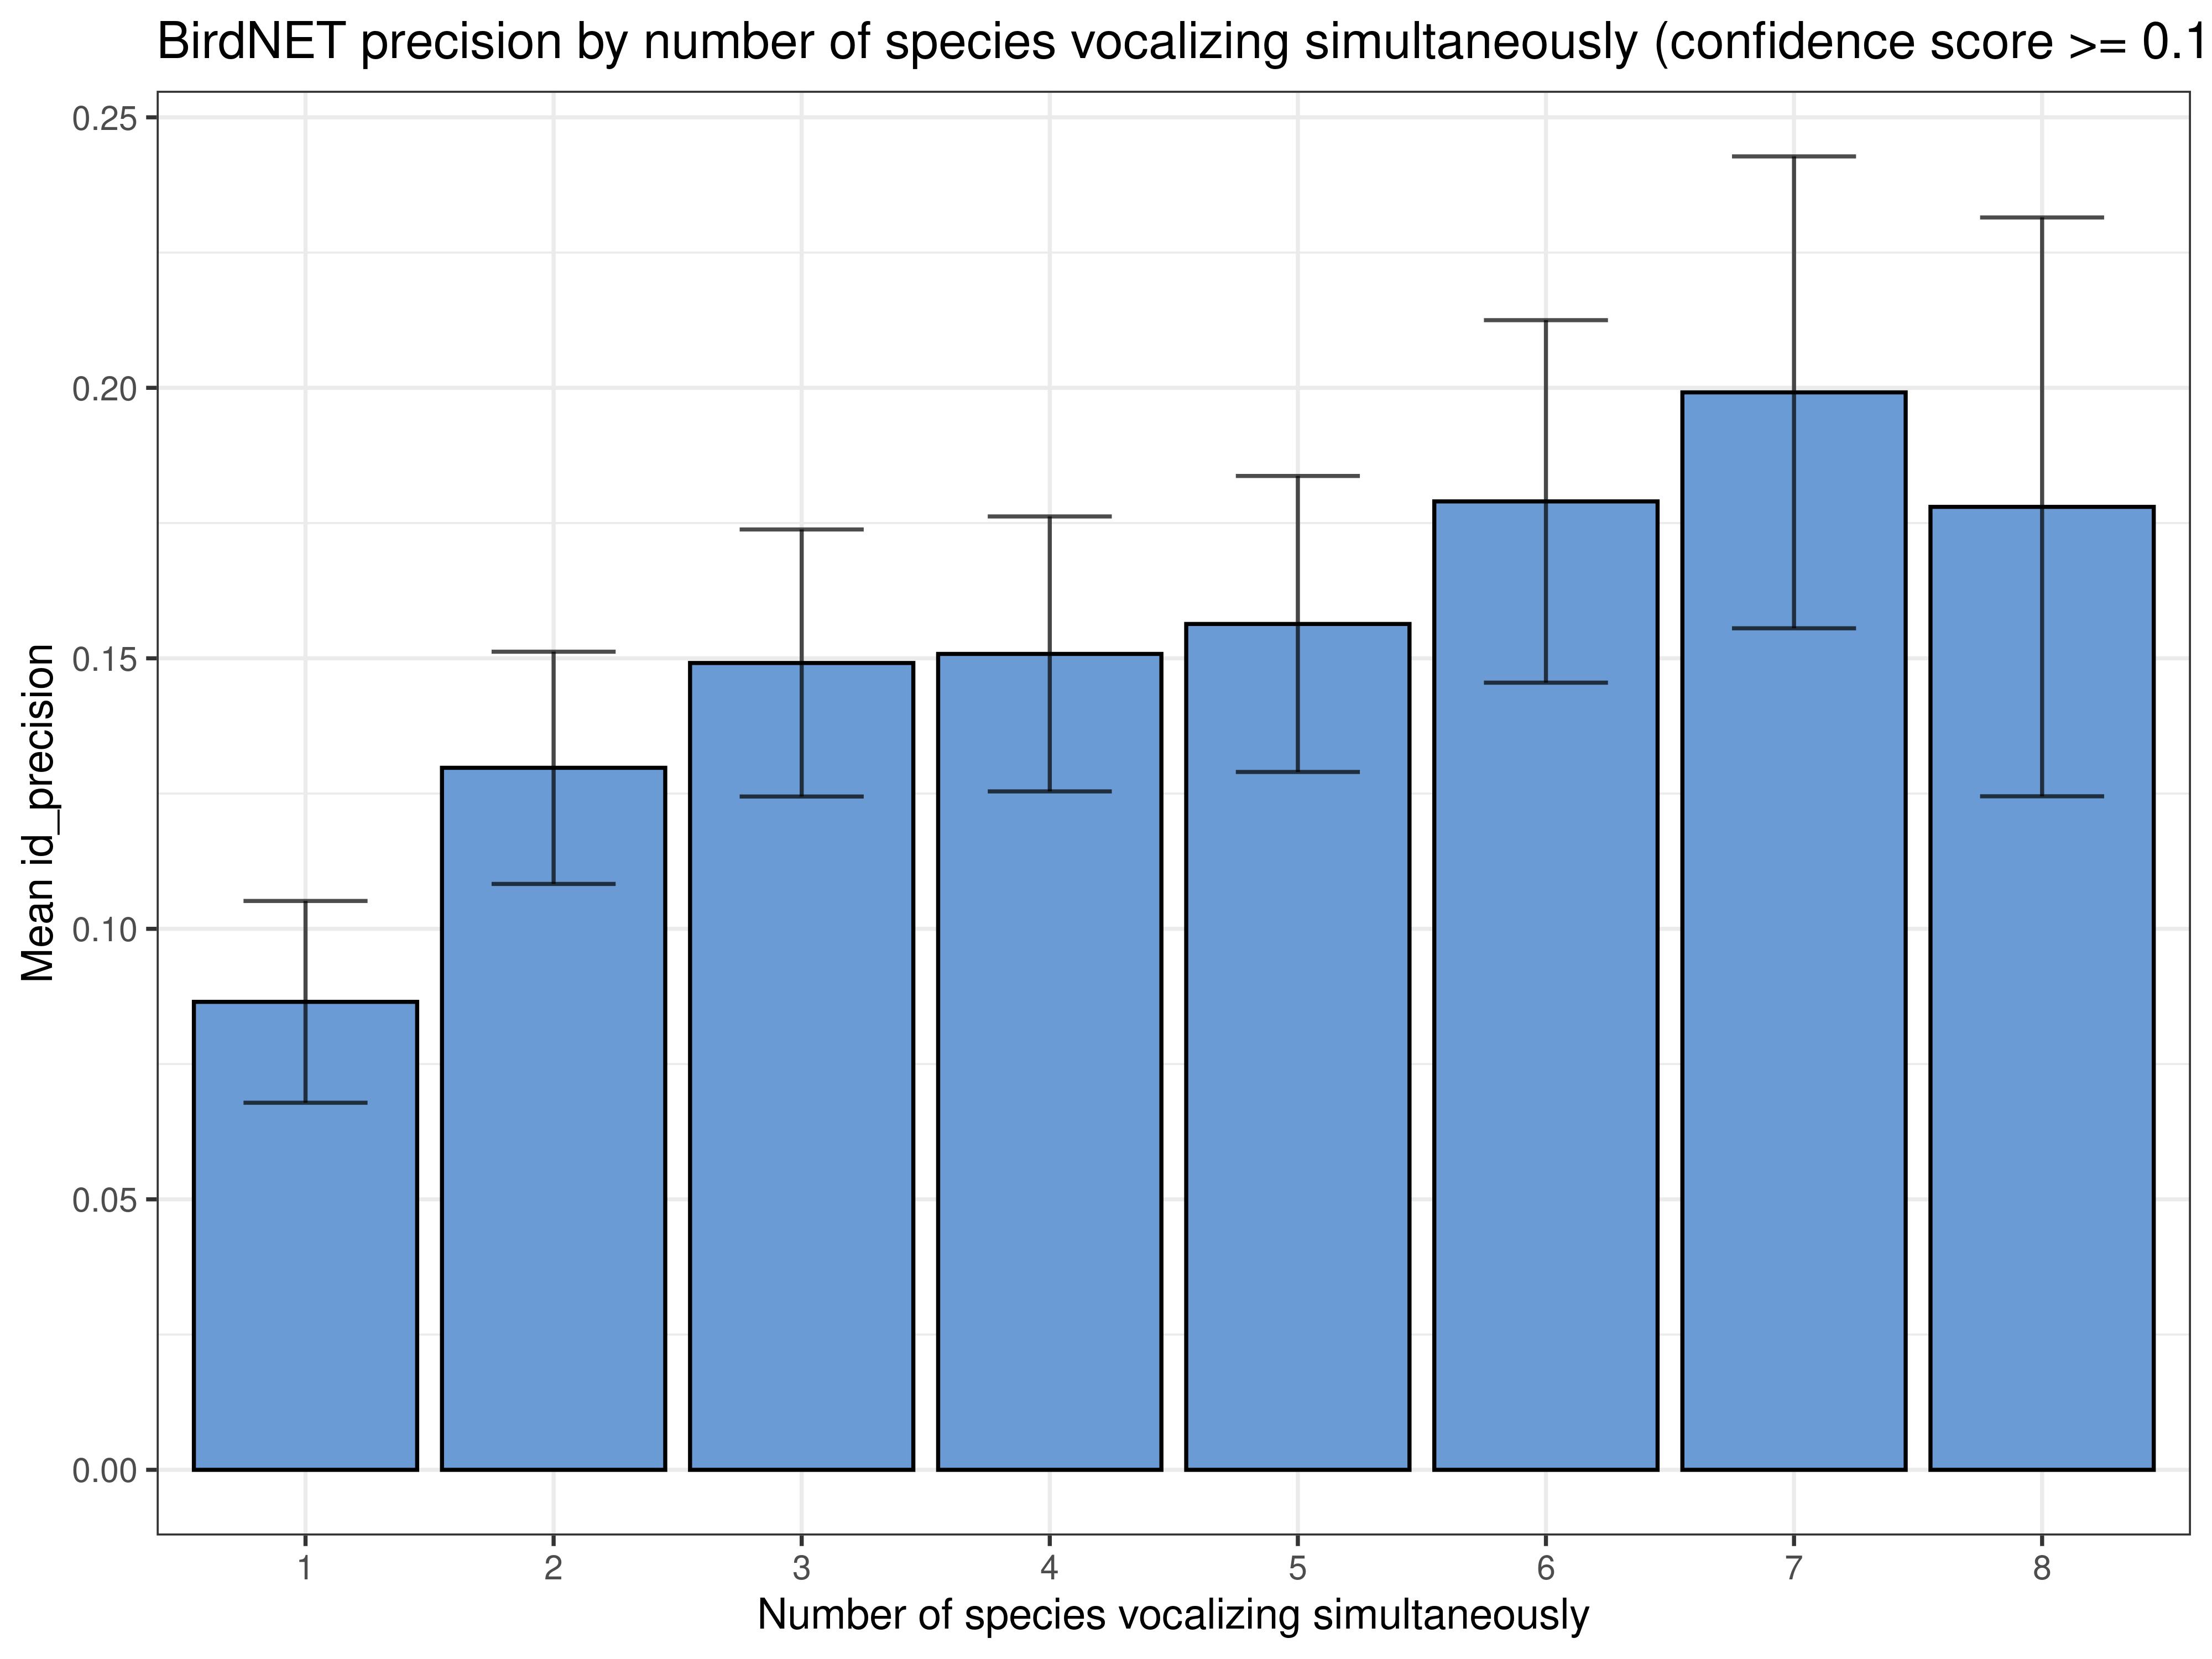 BirdNET precision by number of species vocalizing simultaneously (confidence score >= 0.1
0.25
0.20
0.15
0.10
0.05
0.00
Mean id_precision
1 2 3 4 5 6 7 8
Number of species vocalizing simultaneously